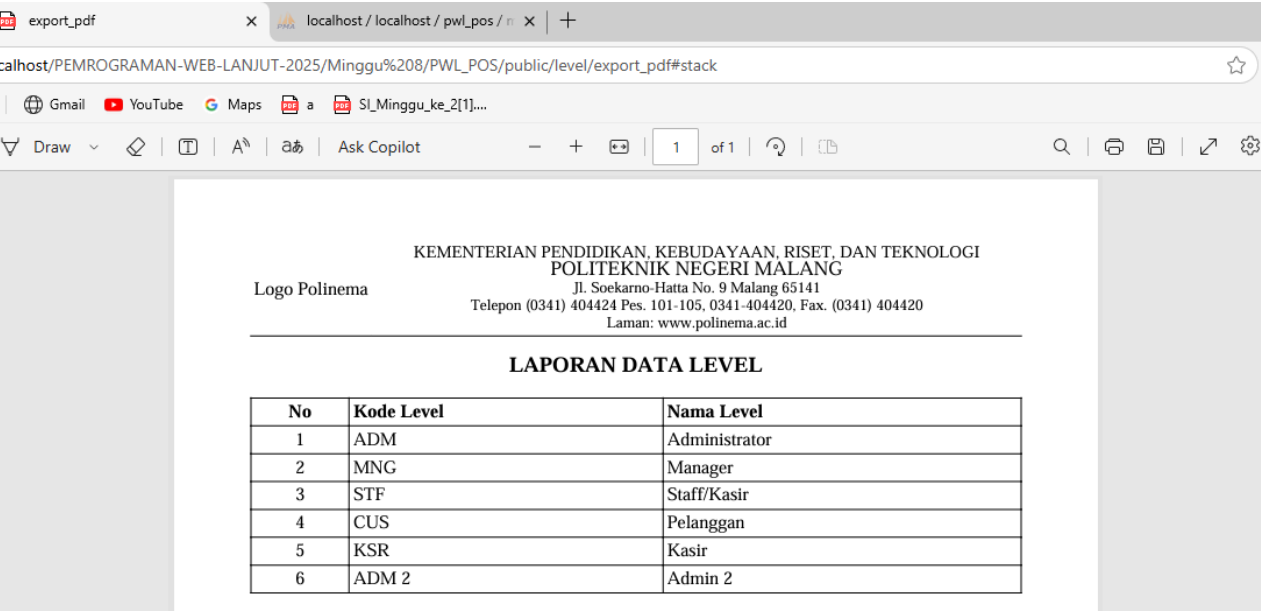 export_pdf
localhost / localhost / pwl_pos /
calhost/PEMROGRAMAN-WEB-LANJUT-2025/Minggu%208/PWL_POS/public/level/export_pdf#stack
Gmail YouTube Maps a SI_Minggu_ke_2[1]....
Draw Ask Copilot 1 of 1
KEMENTERIAN PENDIDIKAN, KEBUDAYAAN, RISET, DAN TEKNOLOGI
POLITEKNIK NEGERI MALANG
Logo Polinema
Jl. Soekarno-Hatta No. 9 Malang 65141
Telepon (0341) 404424 Pes. 101-105, 0341-404420, Fax. (0341) 404420
Laman: www.polinema.ac.id
LAPORAN DATA LEVEL
No Kode Level Nama Level
1 ADM Administrator
2 MNG Manager
3 STF Staff/Kasir
4 CUS Pelanggan
5 KSR Kasir
6 ADM 2 Admin 2